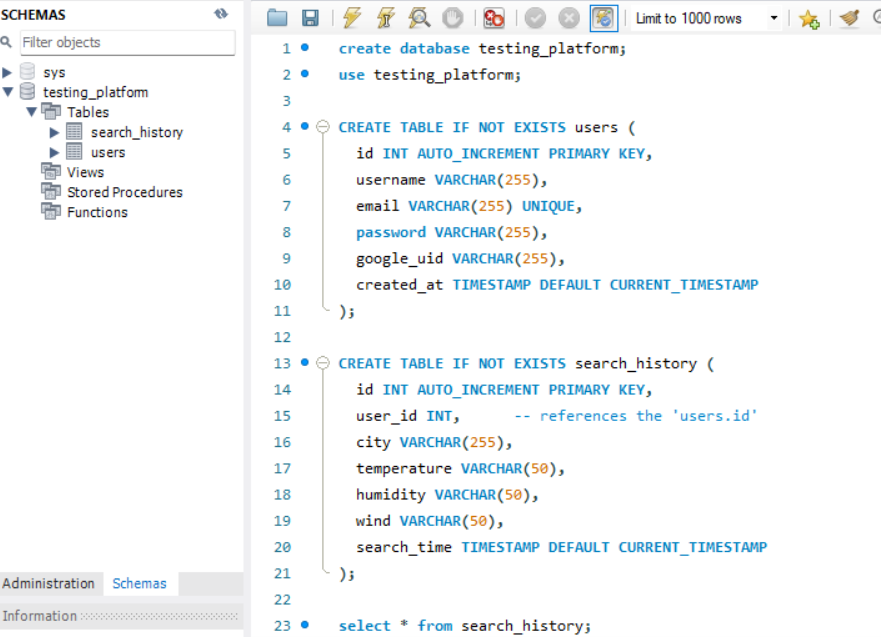 SCHEMAS
Filter objects
sys
testing_platform
Tables
search_history
users
Views
Stored Procedures
Functions
Administration Schemas
Information
Limit to 1000 rows
1 create database testing_platform;
2 use testing_platform;
3
4 CREATE TABLE IF NOT EXISTS users (
5 id INT AUTO_INCREMENT PRIMARY KEY,
6 username VARCHAR(255),
7 email VARCHAR(255) UNIQUE,
8 password VARCHAR(255),
9 google_uid VARCHAR(255),
10 created_at TIMESTAMP DEFAULT CURRENT_TIMESTAMP
11 );
12
13 CREATE TABLE IF NOT EXISTS search_history (
14 id INT AUTO_INCREMENT PRIMARY KEY,
15 user_id INT, -- references the 'users.id'
16 city VARCHAR(255),
17 temperature VARCHAR(50),
18 humidity VARCHAR(50),
19 wind VARCHAR(50),
20 search_time TIMESTAMP DEFAULT CURRENT_TIMESTAMP
21 );
22
23 select * from search_history;